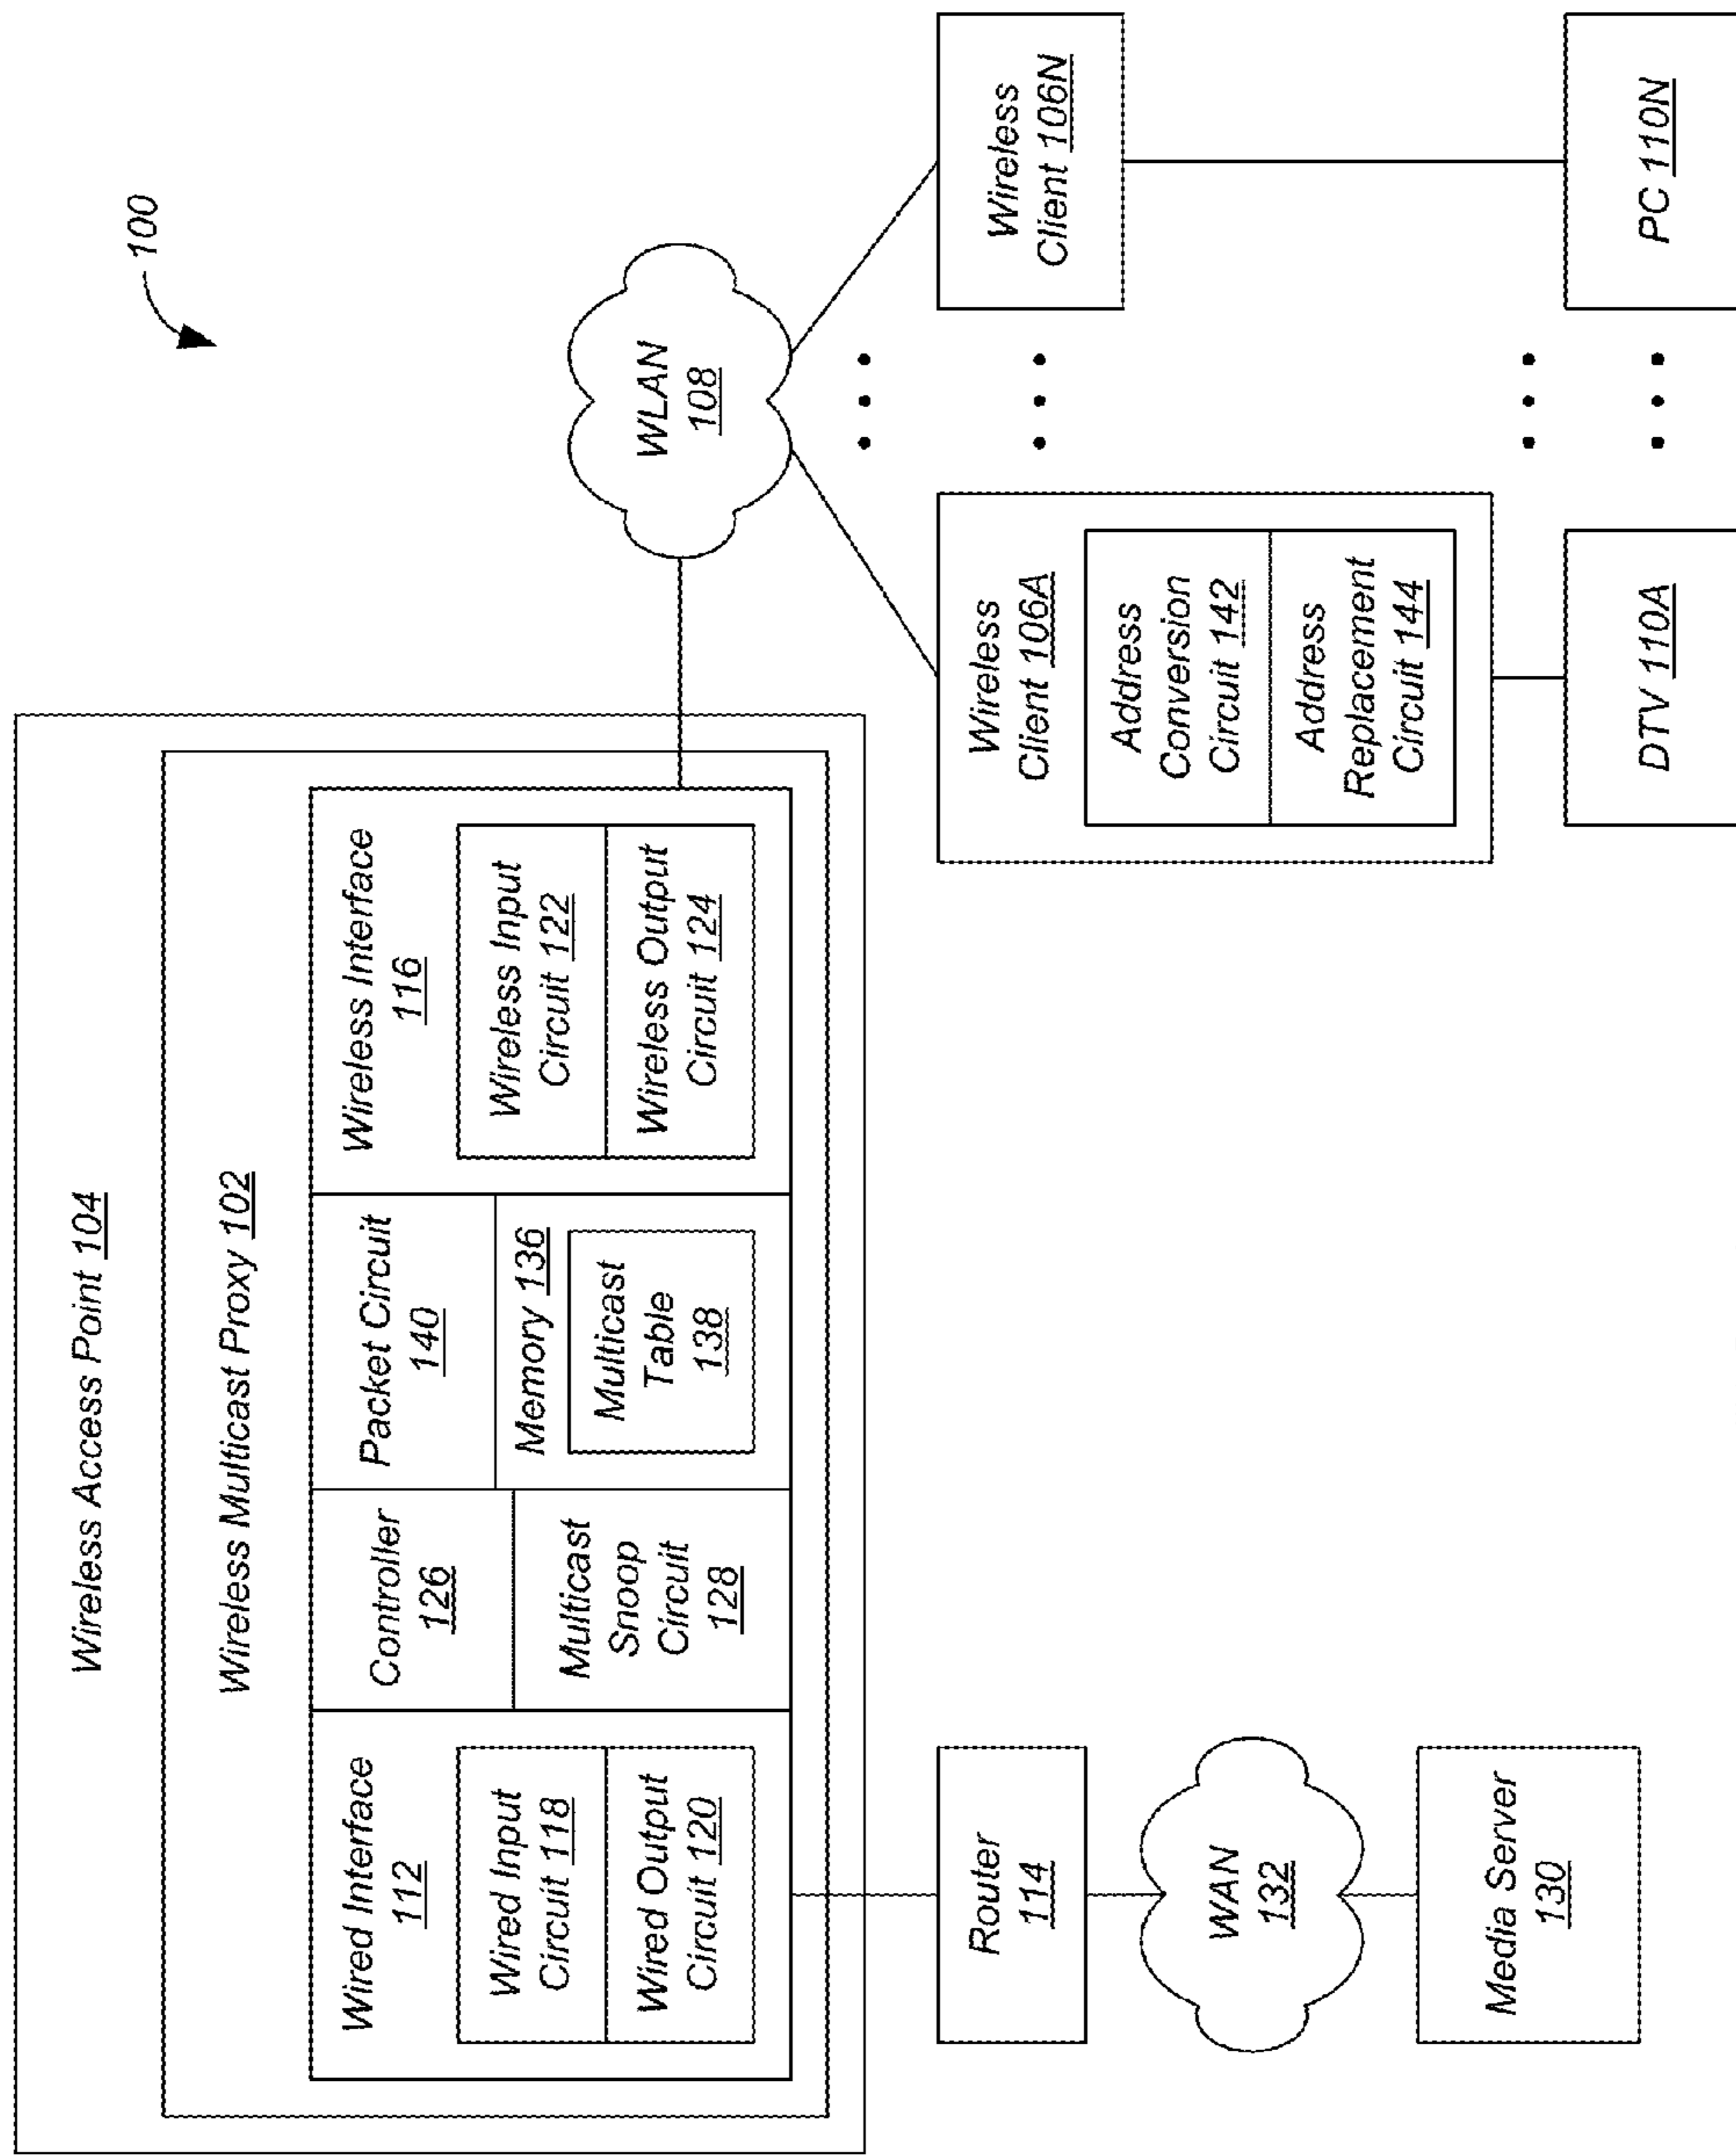 100
Wireless Access Point 104
Wireless Multicast Proxy 102
Wired Interface
112
Wired Input
Circuit 118
Wired Output
Circuit 120
Controller
126
Multicast
Snoop
Circuit
128
Packet Circuit
140
Memory 136
Multicast
Table
138
Wireless Interface
116
Wireless Input
Circuit 122
Wireless Output
Circuit 124
WLAN
108
Router
114
WAN
132
Media Server
130
Wireless
Client 106A
Address
Conversion
Circuit 142
Address
Replacement
Circuit 144
DTV 110A
Wireless
Client 106N
PC 110N